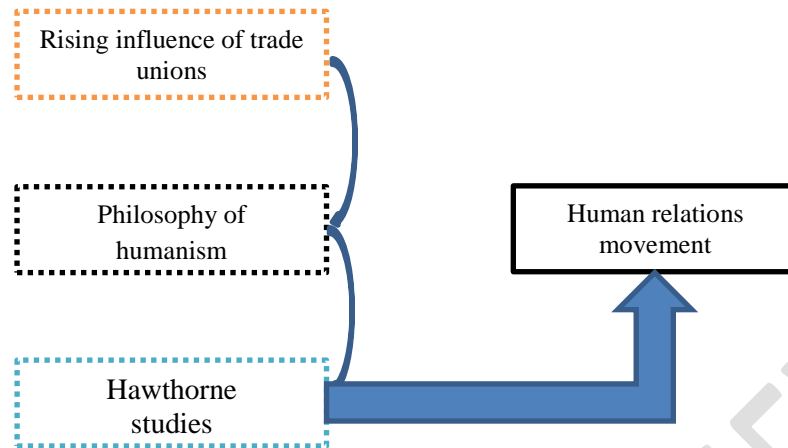 Rising influence of trade
unions
Philosophy of
humanism
Human relations
movement
Hawthorne
studies